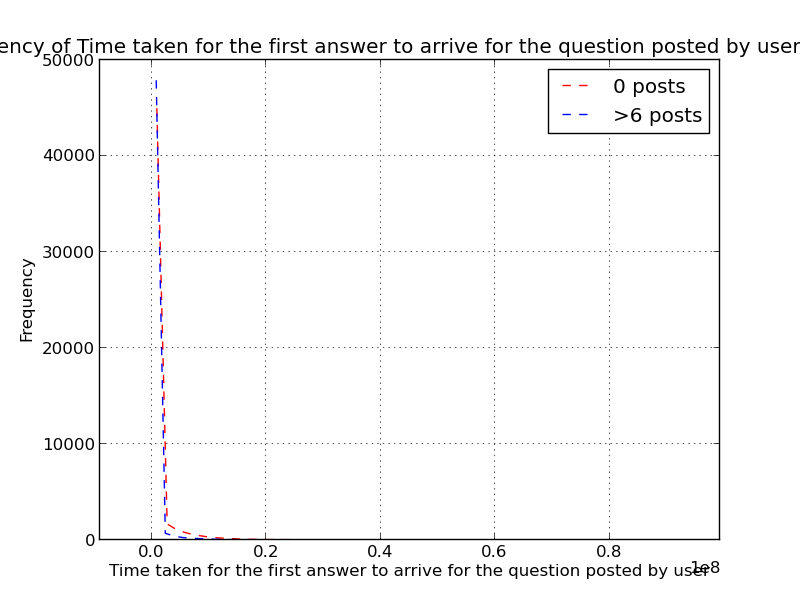 ency of Time taken for the first answer to arrive for the question posted by user
50000
40000
30000
20000
10000
0
Frequency
0 posts
>6 posts
0.0 0.2 0.4 0.6 0.8
1e8
Time taken for the first answer to arrive for the question posted by user